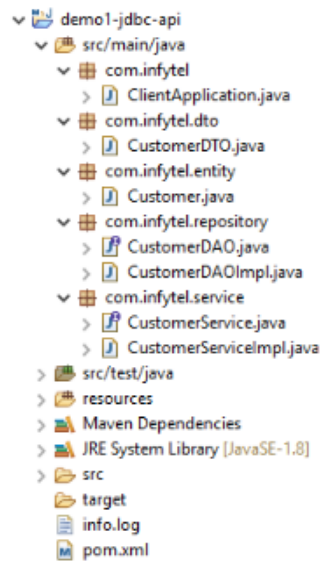 demo1-jdbc-api
src/main/java
com.infytel
ClientApplication.java
com.infytel.dto
CustomerDTO.java
com.infytel.entity
Customer.java
com.infytel.repository
CustomerDAO.java
CustomerDAOImpl.java
com.infytel.service
CustomerService.java
CustomerServiceImpl.java
src/test/java
resources
Maven Dependencies
JRE System Library [JavaSE-1.8]
src
target
info.log
pom.xml